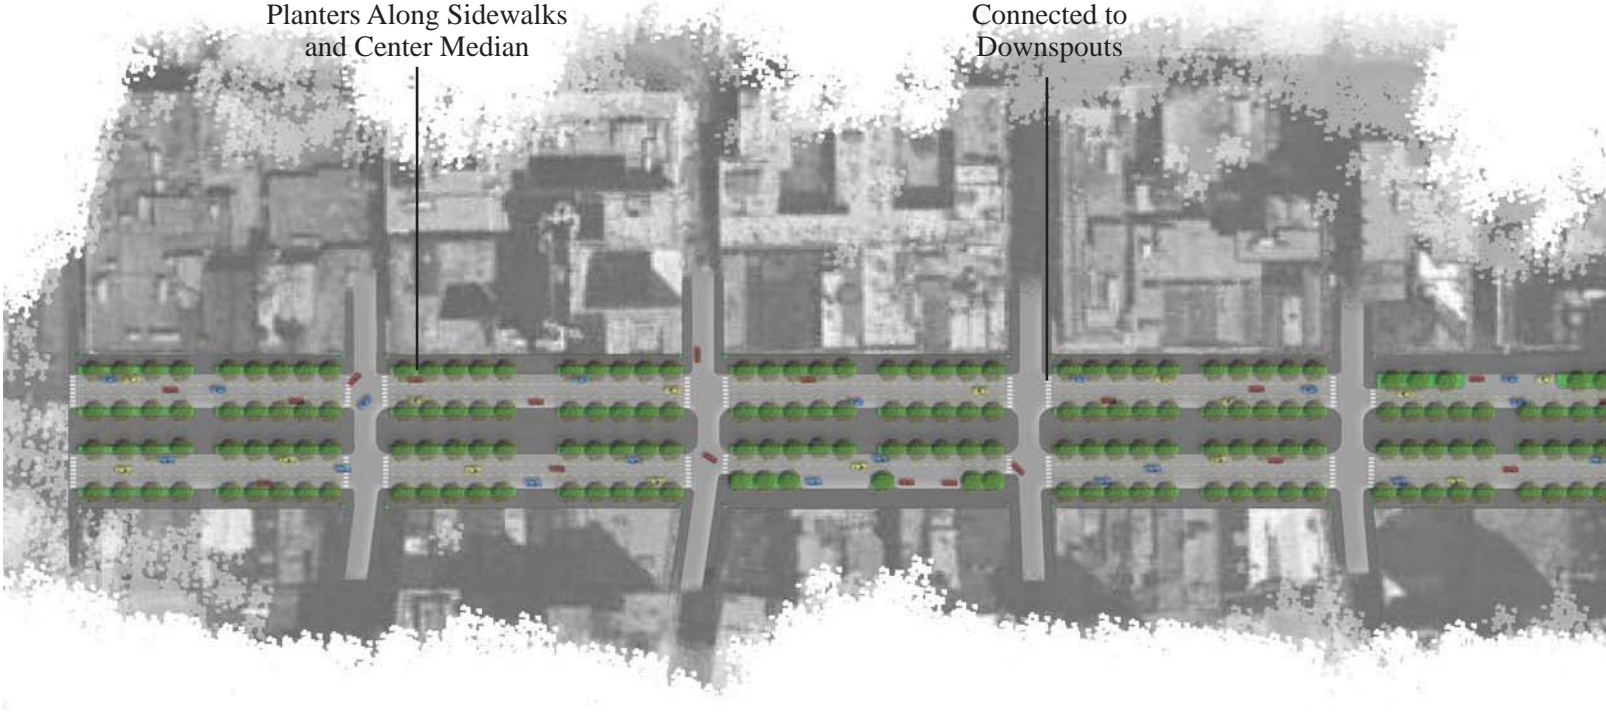 Planters Along Sidewalks
and Center Median
Connected to
Downspouts